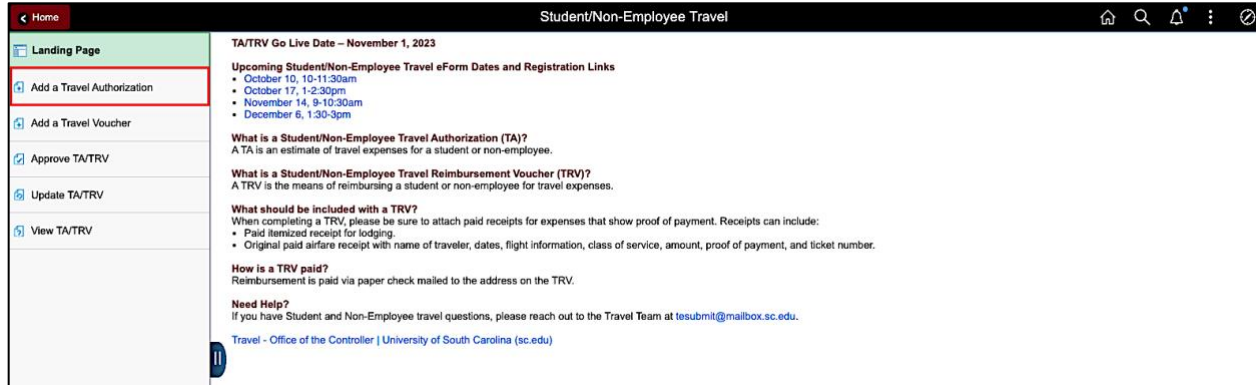 Home
Student/Non-Employee Travel
Landing Page
Add a Travel Authorization
Add a Travel Voucher
Approve TA/TRV
Update TA/TRV
View TA/TRV
TA/TRV Go Live Date – November 1, 2023
Upcoming Student/Non-Employee Travel eForm Dates and Registration Links
• October 10, 10-11:30am
• October 17, 1-2:30pm
• November 14, 9-10:30am
• December 6, 1:30-3pm
What is a Student/Non-Employee Travel Authorization (TA)?
A TA is an estimate of travel expenses for a student or non-employee.
What is a Student/Non-Employee Travel Reimbursement Voucher (TRV)?
A TRV is the means of reimbursing a student or non-employee for travel expenses.
What should be included with a TRV?
When completing a TRV, please be sure to attach paid receipts for expenses that show proof of payment. Receipts can include:
• Paid itemized receipt for lodging.
• Original paid airfare receipt with name of traveler, dates, flight information, class of service, amount, proof of payment, and ticket number.
How is a TRV paid?
Reimbursement is paid via paper check mailed to the address on the TRV.
Need Help?
If you have Student and Non-Employee travel questions, please reach out to the Travel Team at tesubmit@mailbox.sc.edu.
Travel - Office of the Controller | University of South Carolina (sc.edu)